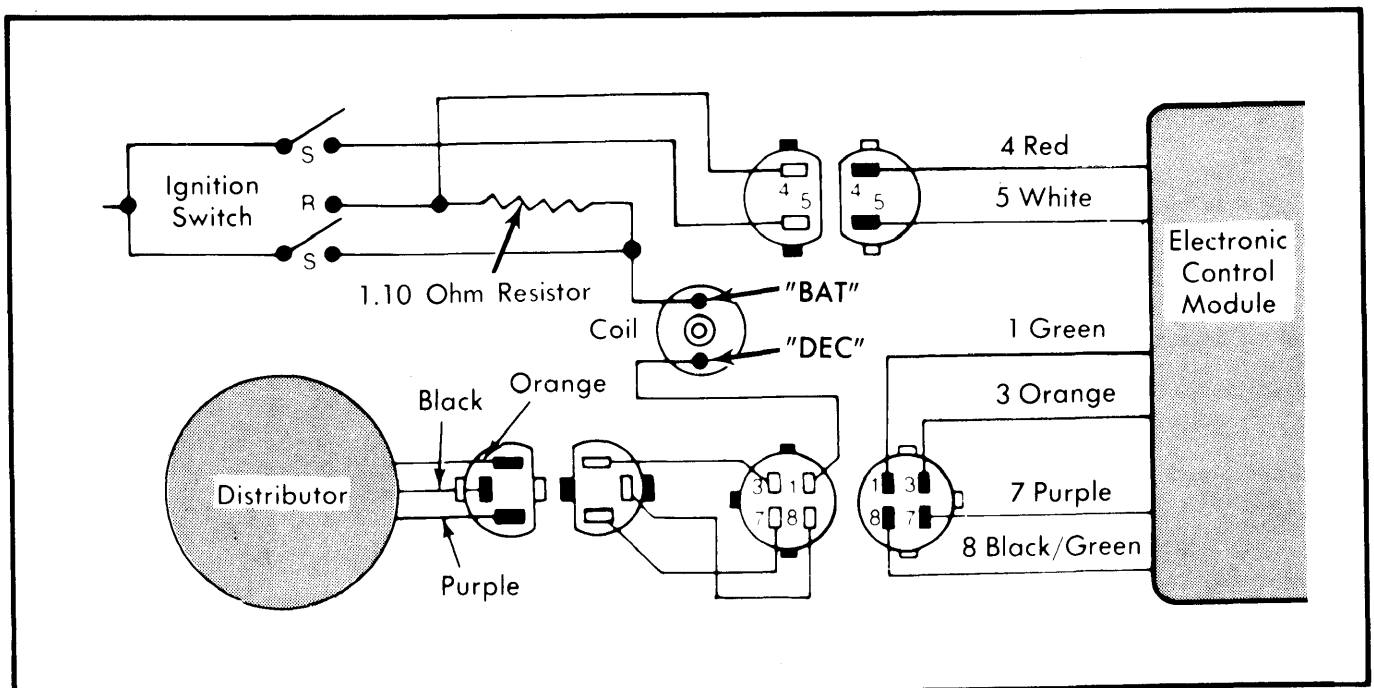 S
Ignition
Switch
R
S
1.10 Ohm Resistor
4
5
4
5
4 Red
5 White
Electronic
Control
Module
"BAT"
Coil
"DEC"
1 Green
3 Orange
7 Purple
8 Black/Green
Orange
Black
Distributor
Purple
3 1
7 8
1 3
8 7